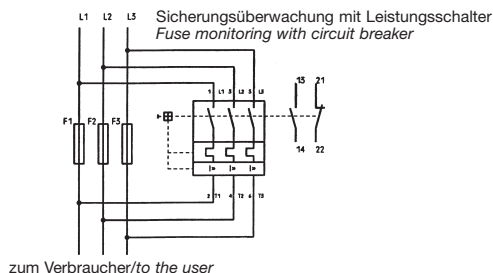 L1 L2 L3 Sicherungsüberwachung mit Leistungsschalter
Fuse monitoring with circuit breaker
1 L1 3 L2 5 L3
13 21
F1 F2 F3
14 22
I> I> I>
2 T1 4 T2 6 T3
zum Verbraucher/to the user